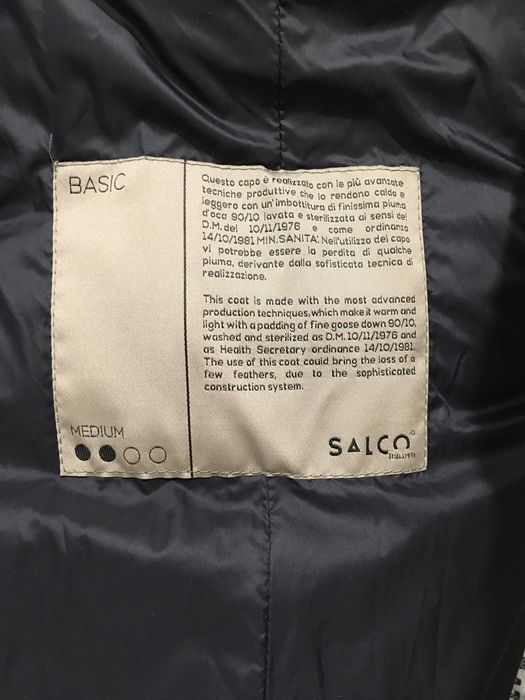 BASIC
Questo capo è realizzato con le più avanzate
tecniche produttive che lo rendono caldo e
leggero con un'imbottitura di finissima piuma
d'oca 90/10 lavata e sterilizzata ai sensi del
D.M. del 10/11/1976 e come ordinanz
14/10/1981 MIN. SANITA'. Nell'utilizzo del capo
vi potrebbe essere la perdita di qualche
piuma, derivante dalla sofisticata tecnica di
realizzazione.
This coat is made with the most advanced
production techniques, which make it warm and
light with a padding of fine goose down 90/10,
washed and sterilized as D.M. 10/11/1976 and
as Health Secretary ordinance 14/10/1981.
The use of this coat could bring the loss of a
few feathers, due to the sophisticated
construction system.
MEDIUM
SALCO